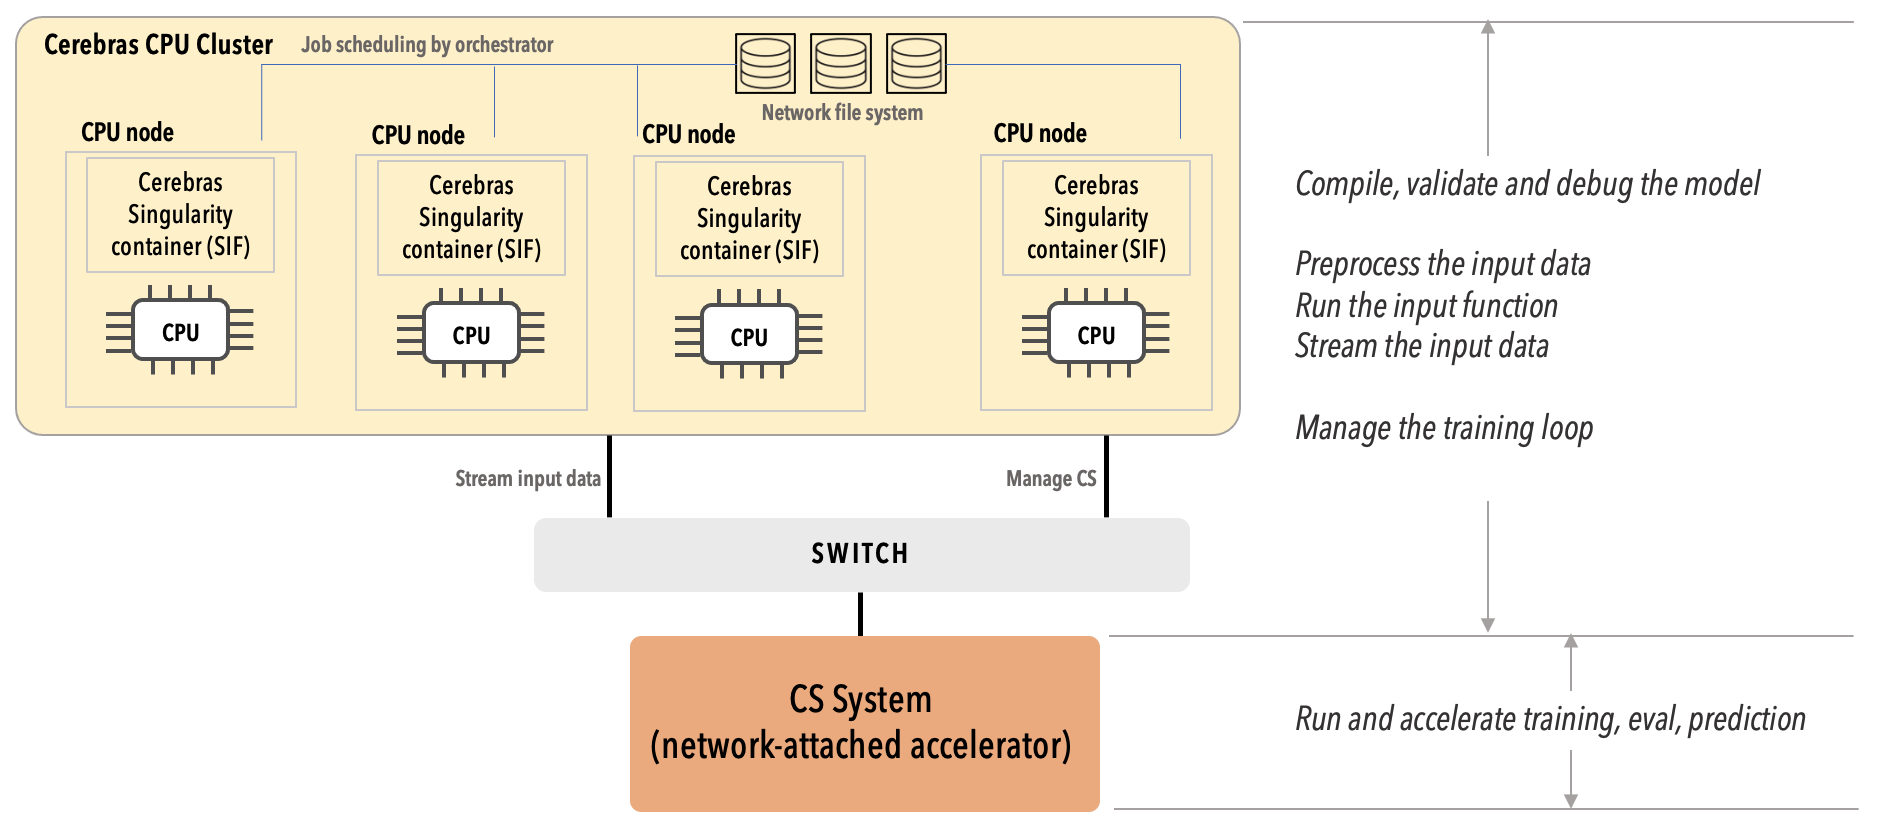 Cerebras CPU Cluster
Job scheduling by orchestrator
Network file system
CPU node
Cerebras
Singularity
container (SIF)
CPU
CPU node
Cerebras
Singularity
container (SIF)
CPU
CPU node
Cerebras
Singularity
container (SIF)
CPU
CPU node
Cerebras
Singularity
container (SIF)
CPU
Compile, validate and debug the model
Preprocess the input data
Run the input function
Stream the input data
Manage the training loop
Stream input data
Manage CS
SWITCH
CS System
(network-attached accelerator)
Run and accelerate training, eval, prediction